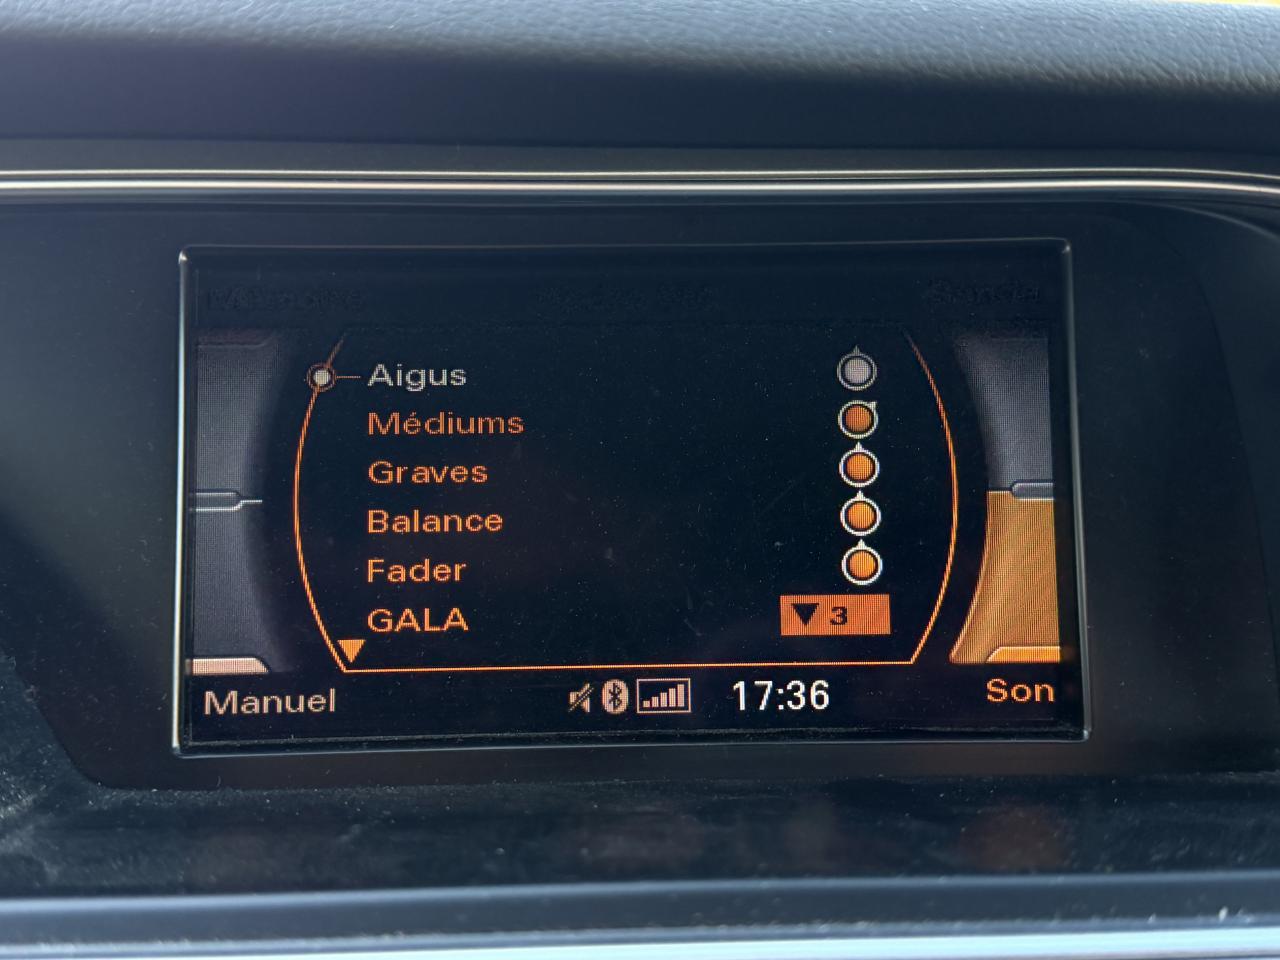 Aigus
Médiums
Graves
Balance
Fader
GALA 3
Manuel 17:36 Son